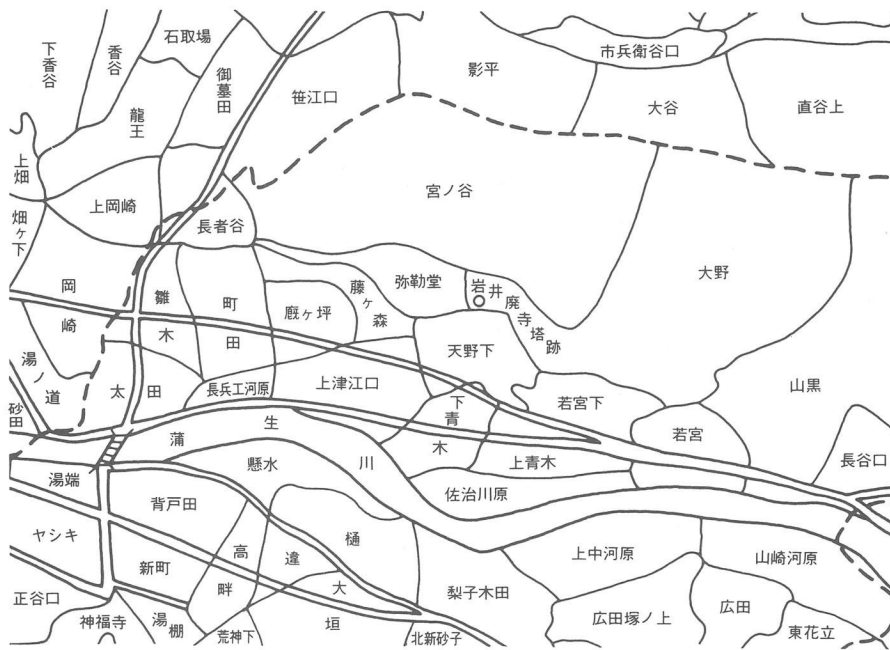 下香谷
香谷
石取場
御墓田
笹江口
影平
市兵衛谷口
大谷
直谷上
龍王
上畑
上岡崎
長者谷
宮ノ谷
畑ヶ下
大野
岡崎
雛木
町田
厩ヶ坪
藤ヶ森
弥勒堂
岩井廃寺塔跡
天野下
湯ノ道
太田
長兵工河原
上津江口
下青木
若宮下
山黒
砂田
若宮
長谷口
蒲生川
上青木
湯端
懸水
佐治川原
背戸田
ヤシキ
新町
高畔
違
樋
上中河原
山崎河原
正谷口
大垣
梨子木田
広田塚ノ上
広田
東花立
神福寺
湯棚
荒神下
北新砂子